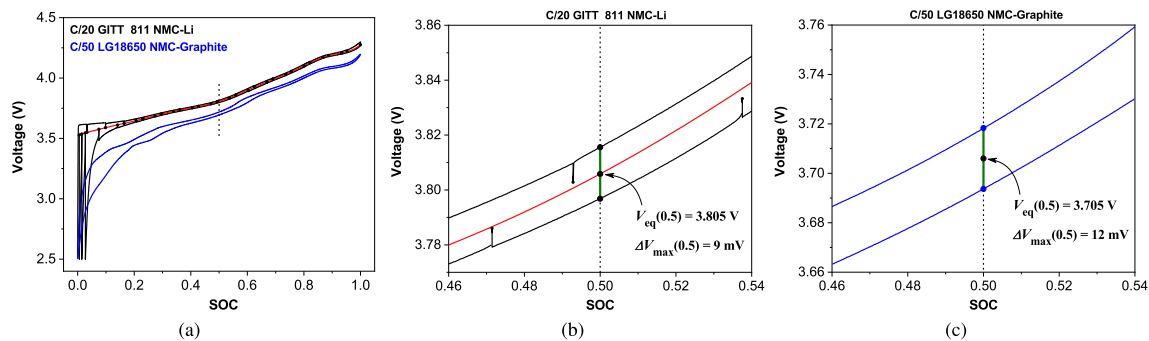 C/20 GITT 811 NMC-Li
C/50 LG18650 NMC-Graphite
4.5
4.0
3.5
3.0
2.5
Voltage (V)
0.0 0.2 0.4 0.6 0.8 1.0
SOC
(a)
C/20 GITT 811 NMC-Li
3.86
3.84
3.82
3.80
3.78
Voltage (V)
V_eq(0.5) = 3.805 V
ΔV_max(0.5) = 9 mV
0.46 0.48 0.50 0.52 0.54
SOC
(b)
C/50 LG18650 NMC-Graphite
3.76
3.74
3.72
3.70
3.68
3.66
Voltage (V)
V_eq(0.5) = 3.705 V
ΔV_max(0.5) = 12 mV
0.46 0.48 0.50 0.52 0.54
SOC
(c)